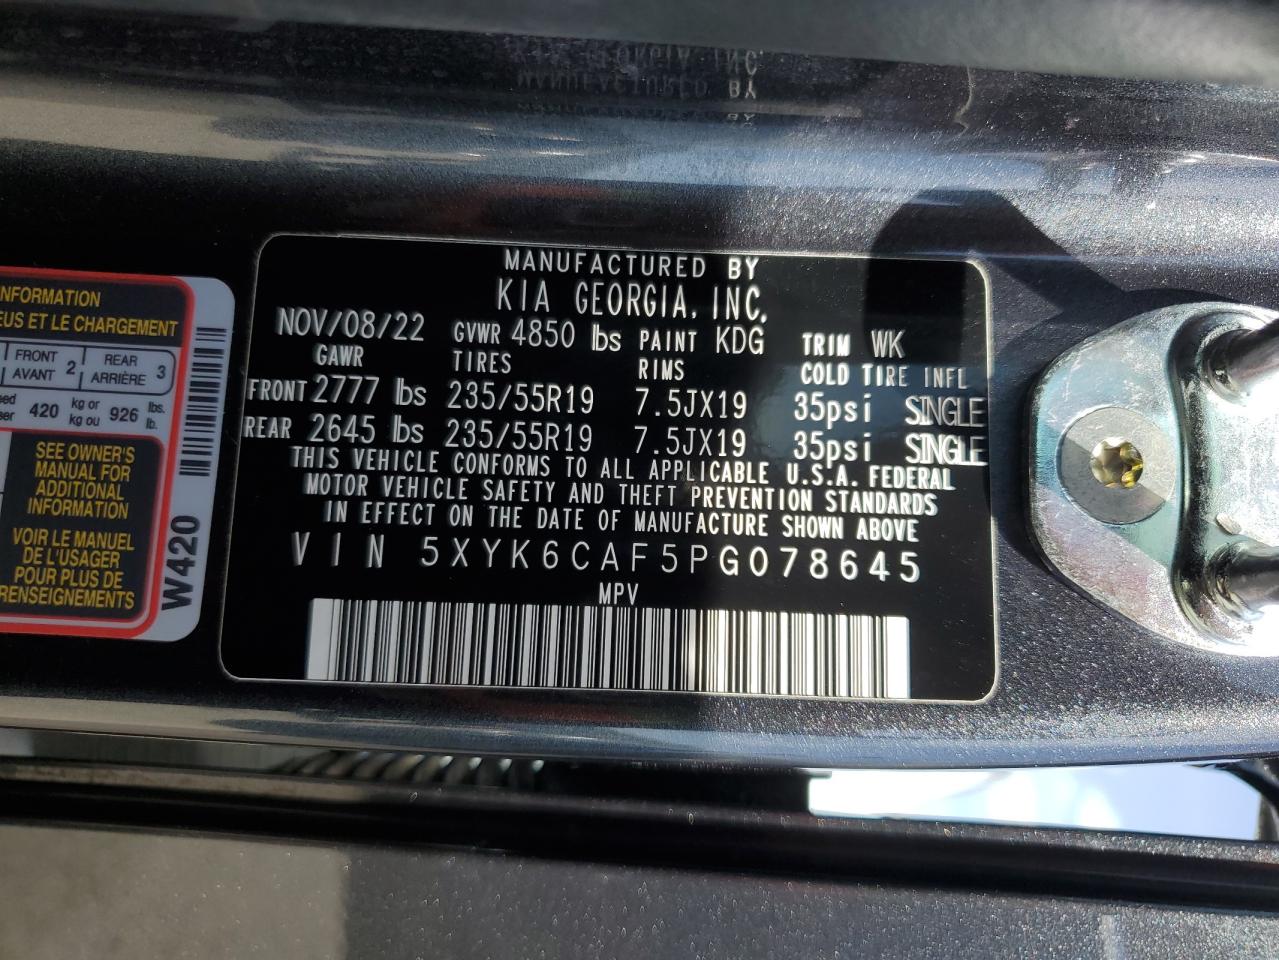 MANUFACTURED BY
KIA GEORGIA, INC.
NOV/08/22 GVWR 4850 lbs PAINT KDG TRIM WK
GAWR TIRES RIMS COLD TIRE INFL
FRONT 2777 lbs 235/55R19 7.5JX19 35psi SINGLE
REAR 2645 lbs 235/55R19 7.5JX19 35psi SINGLE
THIS VEHICLE CONFORMS TO ALL APPLICABLE U.S.A. FEDERAL
MOTOR VEHICLE SAFETY AND THEFT PREVENTION STANDARDS
IN EFFECT ON THE DATE OF MANUFACTURE SHOWN ABOVE
VIN 5XYK6CAF5PG078645
MPV
INFORMATION
ET LE CHARGEMENT
FRONT 2 REAR 3
AVANT ARRIÈRE
420 kg or 926 lbs.
kg ou lb.
SEE OWNER'S
MANUAL FOR
ADDITIONAL
INFORMATION
VOIR LE MANUEL
DE L'USAGER
POUR PLUS DE
RENSEIGNEMENTS
W420